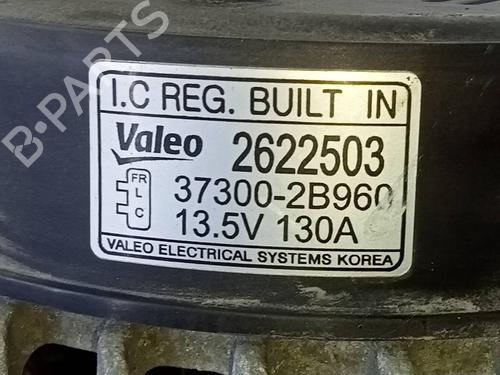 B-PARTS
I.C REG. BUILT IN
Valeo 2622503
FR
L
C
37300-2B960
13.5V 130A
VALEO ELECTRICAL SYSTEMS KOREA